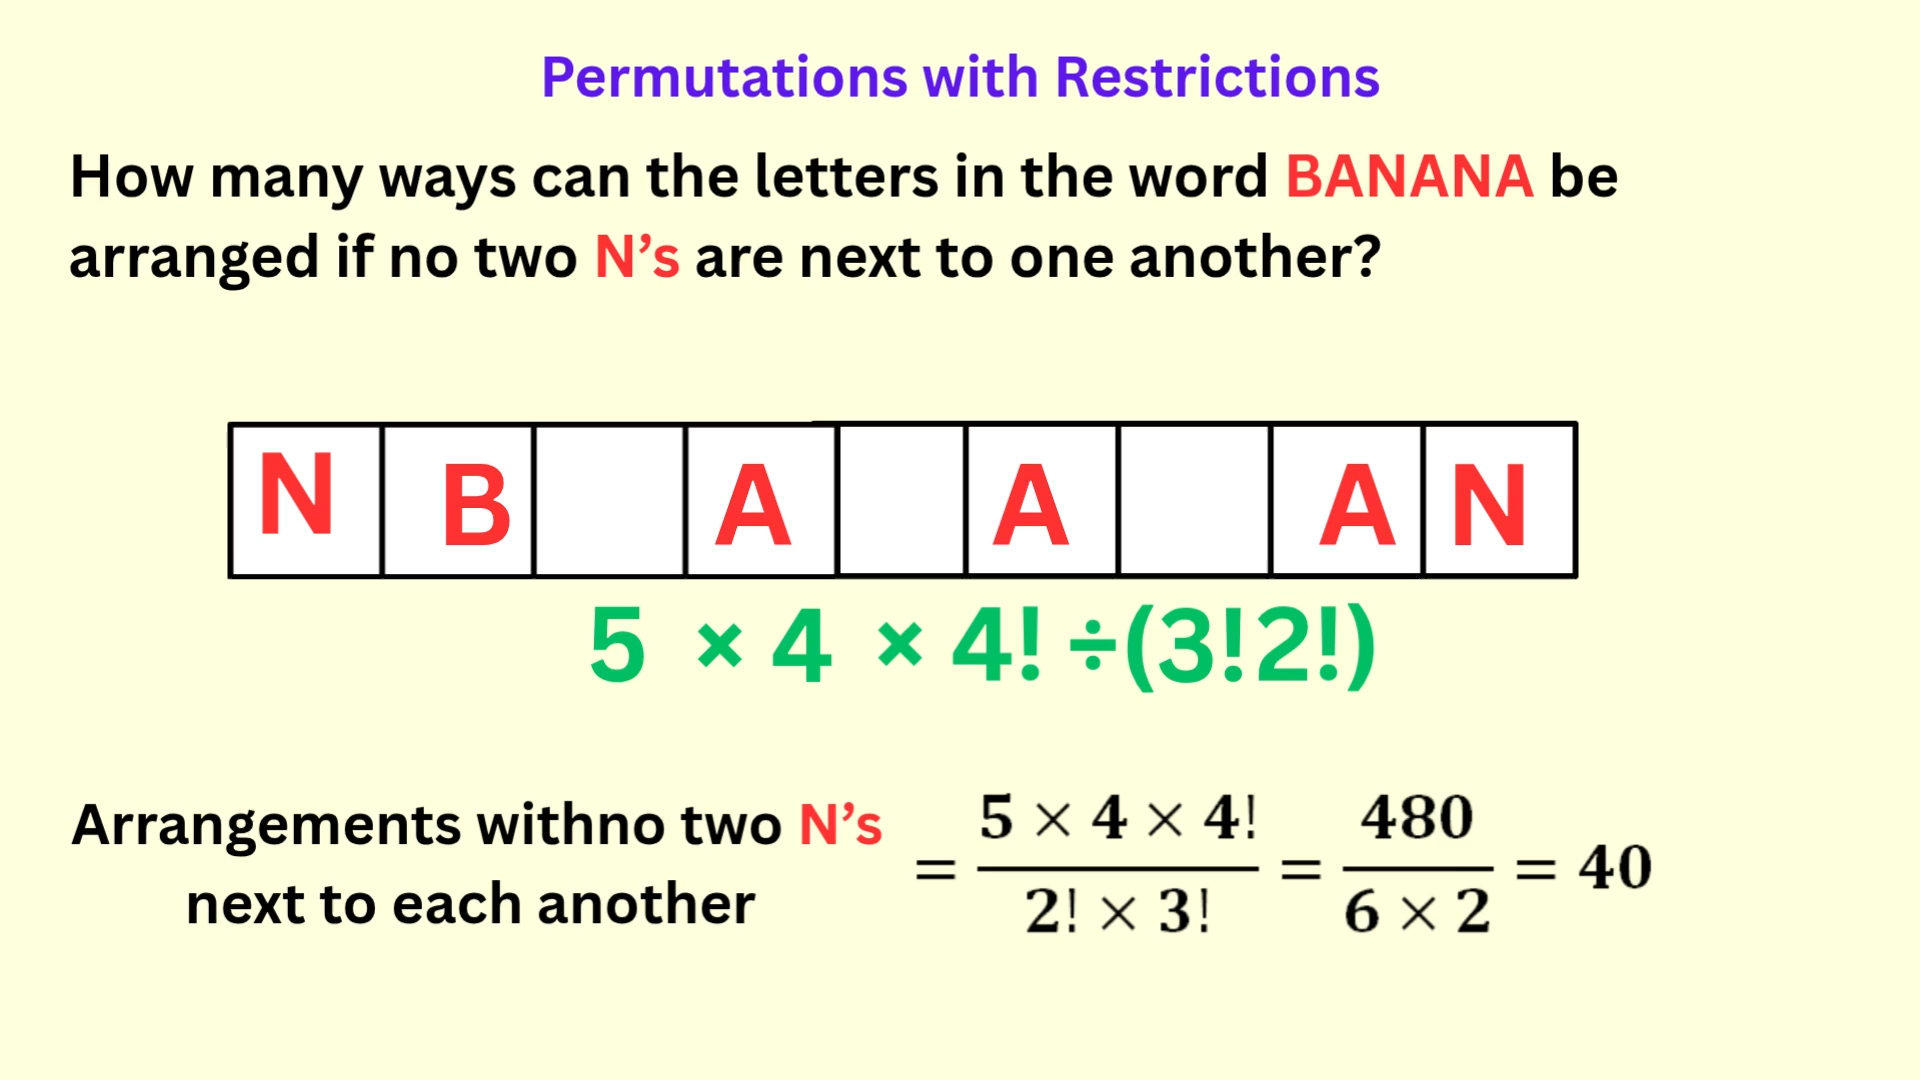 Permutations with Restrictions
How many ways can the letters in the word BANANA be
arranged if no two N’s are next to one another?
N B A A A N
5 × 4 × 4! ÷(3!2!)
Arrangements withno two N’s
next to each another
= \frac{5 × 4 × 4!}{2! × 3!} = \frac{480}{6 × 2} = 40